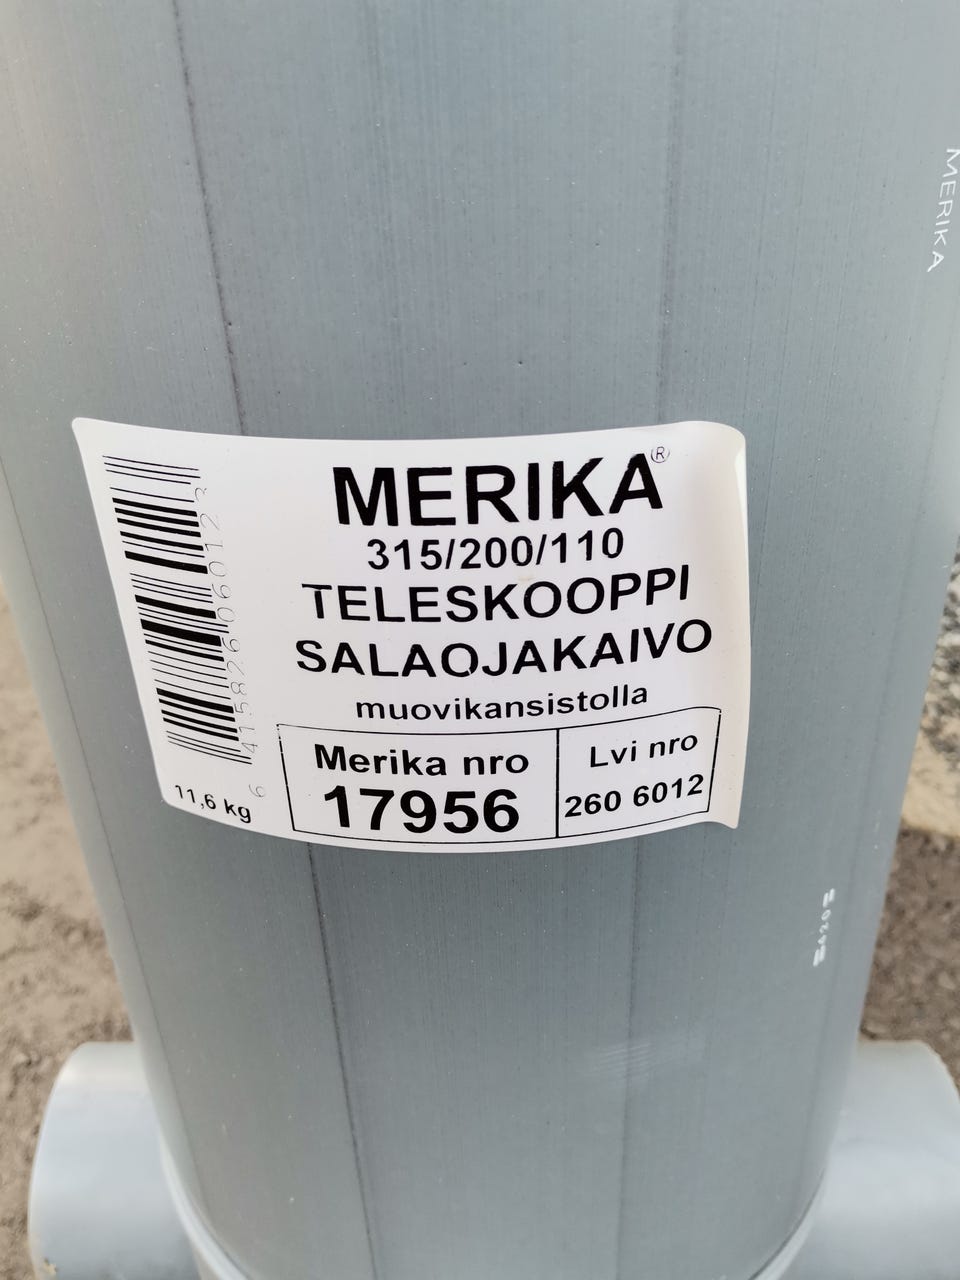 MERIKA
MERIKA®
315/200/110
TELESKOOPPI
SALAOJAKAIVO
muovikansistolla
Merika nro
17956
Lvi nro
260 6012
11,6 kg
6 415826 060123